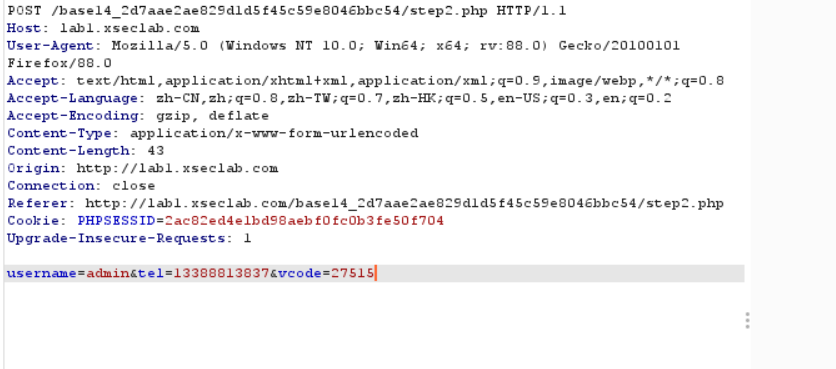 POST /base14_2d7aae2ae829d1d5f45c59e8046bbc54/step2.php HTTP/1.1
Host: lab1.xseclab.com
User-Agent: Mozilla/5.0 (Windows NT 10.0; Win64; x64; rv:88.0) Gecko/20100101
Firefox/88.0
Accept: text/html,application/xhtml+xml,application/xml;q=0.9,image/webp,*/*;q=0.8
Accept-Language: zh-CN,zh;q=0.8,zh-TW;q=0.7,zh-HK;q=0.5,en-US;q=0.3,en;q=0.2
Accept-Encoding: gzip, deflate
Content-Type: application/x-www-form-urlencoded
Content-Length: 43
Origin: http://lab1.xseclab.com
Connection: close
Referer: http://lab1.xseclab.com/base14_2d7aae2ae829d1d5f45c59e8046bbc54/step2.php
Cookie: PHPSESSID=2ac82ed4e1bd98aebf0fc0b3fe50f704
Upgrade-Insecure-Requests: 1
username=admin&tel=13388813837&vcode=27515